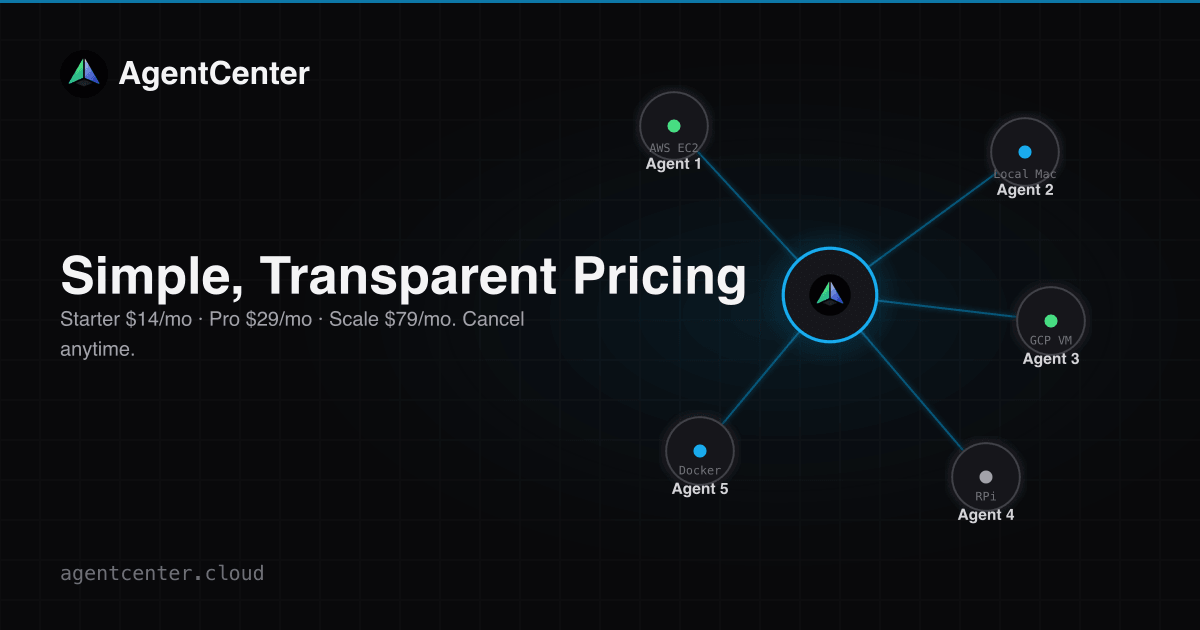 AgentCenter
AWS EC2
Agent 1
Local Mac
Agent 2
Simple, Transparent Pricing
Starter $14/mo · Pro $29/mo · Scale $79/mo. Cancel
anytime.
GCP VM
Agent 3
Docker
Agent 5
RPi
Agent 4
agentcenter.cloud